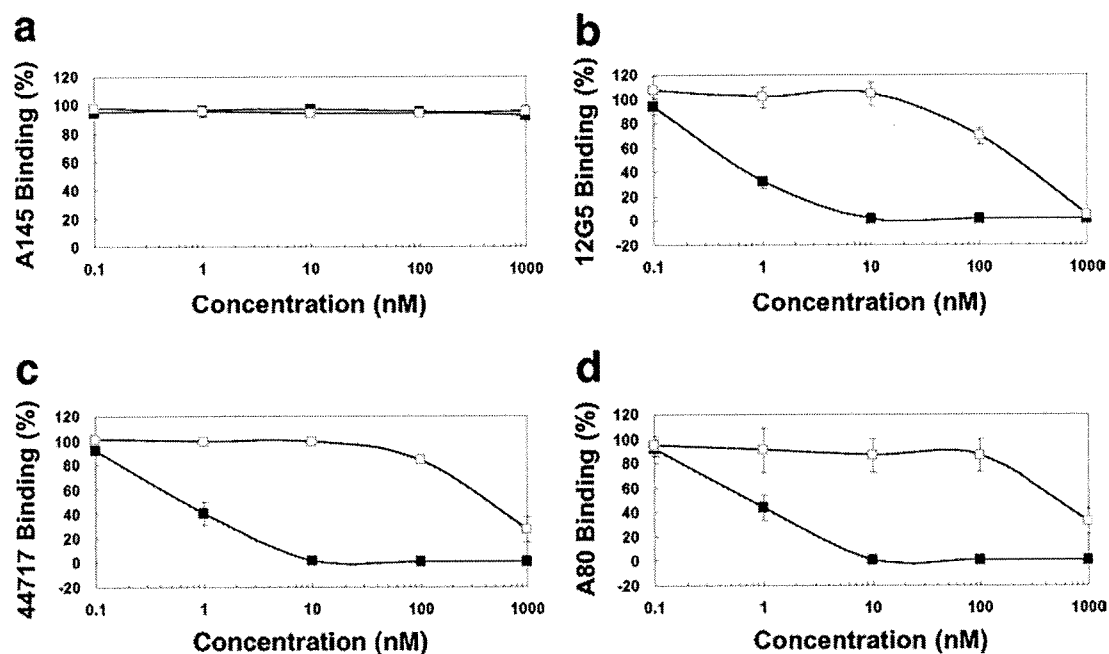 a
A145 Binding (%)
120
100
80
60
40
20
0
0.1 1 10 100 1000
Concentration (nM)
b
12G5 Binding (%)
120
100
80
60
40
20
0
-20
0.1 1 10 100 1000
Concentration (nM)
c
44717 Binding (%)
120
100
80
60
40
20
0
-20
0.1 1 10 100 1000
Concentration (nM)
d
A80 Binding (%)
120
100
80
60
40
20
0
-20
0.1 1 10 100 1000
Concentration (nM)